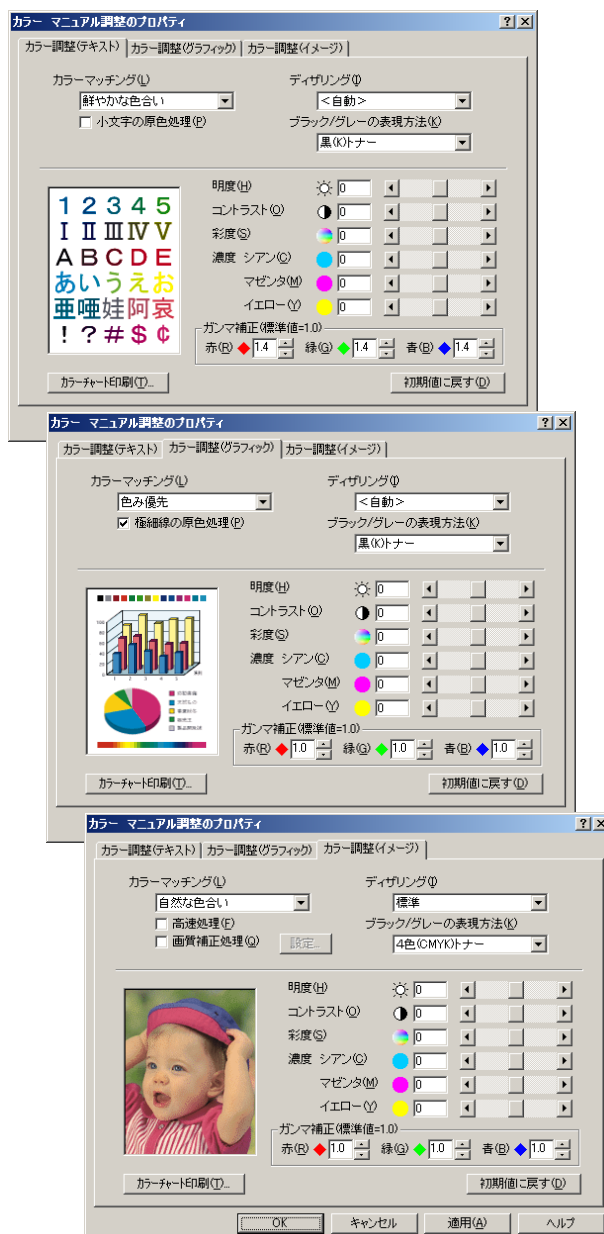 カラー マニュアル調整のプロパティ
カラー調整(テキスト) カラー調整(グラフィック) カラー調整(イメージ)
カラーマッチング(L) ディザリング(I)
鮮やかな色合い <自動>
小文字の原色処理(P) ブラック/グレーの表現方法(K)
黒(K)トナー
明度(H) 0
コントラスト(O) 0
彩度(S) 0
濃度 シアン(C) 0
マゼンタ(M) 0
イエロー(Y) 0
1 2 3 4 5
I II III IV V
A B C D E
あ い う え お
亜 唖 娃 阿 哀
! ? # $ ¢
ガンマ補正(標準値=1.0)
赤(R) 1.4 緑(G) 1.4 青(B) 1.4
カラーチャート印刷(T)... 初期値に戻す(D)
カラー マニュアル調整のプロパティ
カラー調整(テキスト) カラー調整(グラフィック) カラー調整(イメージ)
カラーマッチング(L) ディザリング(I)
色み優先 <自動>
極細線の原色処理(P) ブラック/グレーの表現方法(K)
黒(K)トナー
明度(H) 0
コントラスト(O) 0
彩度(S) 0
濃度 シアン(C) 0
マゼンタ(M) 0
イエロー(Y) 0
100
80
60
40
20
0
1 2 3 4 5
ガンマ補正(標準値=1.0)
赤(R) 1.0 緑(G) 1.0 青(B) 1.0
カラーチャート印刷(T)... 初期値に戻す(D)
カラー マニュアル調整のプロパティ
カラー調整(テキスト) カラー調整(グラフィック) カラー調整(イメージ)
カラーマッチング(L) ディザリング(I)
自然な色合い 標準
高速処理(F) ブラック/グレーの表現方法(K)
画質補正処理(Q) 設定... 4色(CMYK)トナー
明度(H) 0
コントラスト(O) 0
彩度(S) 0
濃度 シアン(C) 0
マゼンタ(M) 0
イエロー(Y) 0
ガンマ補正(標準値=1.0)
赤(R) 1.0 緑(G) 1.0 青(B) 1.0
カラーチャート印刷(T)... 初期値に戻す(D)
OK キャンセル 適用(A) ヘルプ